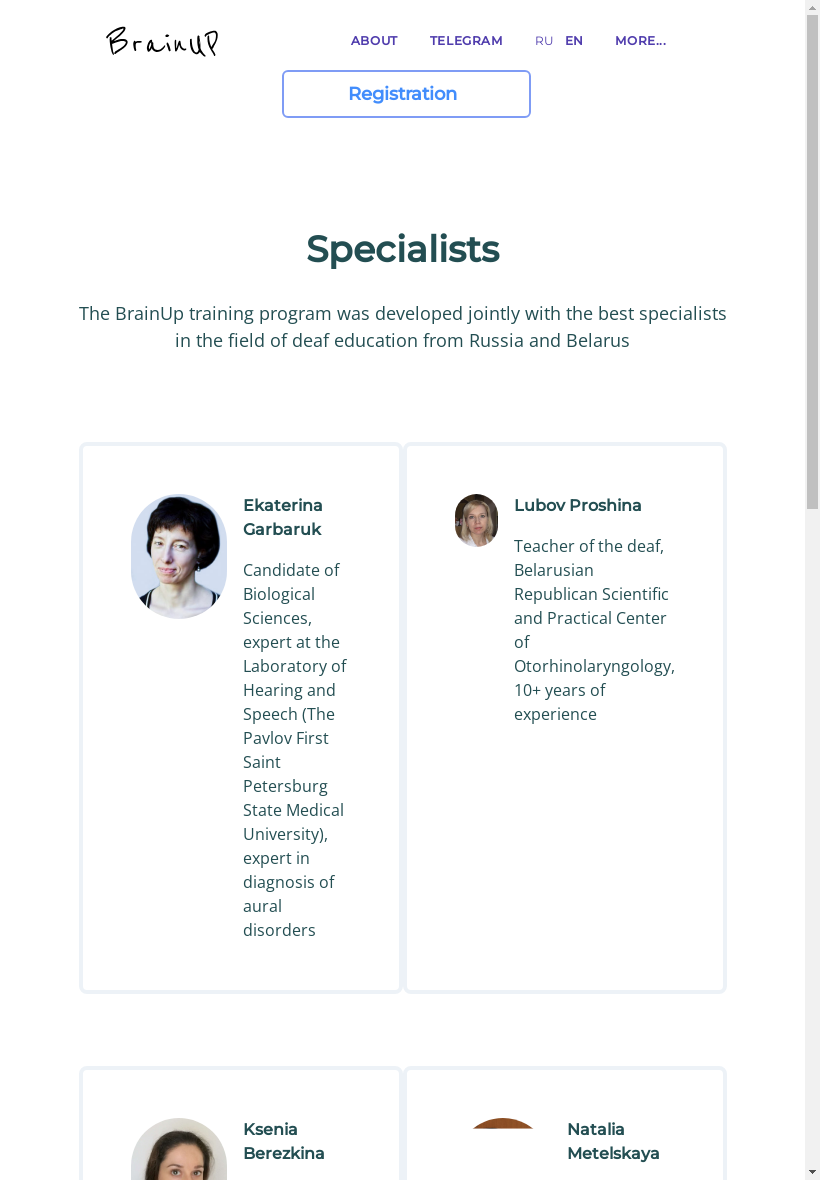 BrainUP
ABOUT
TELEGRAM
RU
EN
MORE...
Registration
Specialists
The BrainUp training program was developed jointly with the best specialists
in the field of deaf education from Russia and Belarus
Ekaterina
Garbaruk
Candidate of
Biological
Sciences,
expert at the
Laboratory of
Hearing and
Speech (The
Pavlov First
Saint
Petersburg
State Medical
University),
expert in
diagnosis of
aural
disorders
Lubov Proshina
Teacher of the deaf,
Belarusian
Republican Scientific
and Practical Center
of
Otorhinolaryngology,
10+ years of
experience
Ksenia
Berezkina
Natalia
Metelskaya